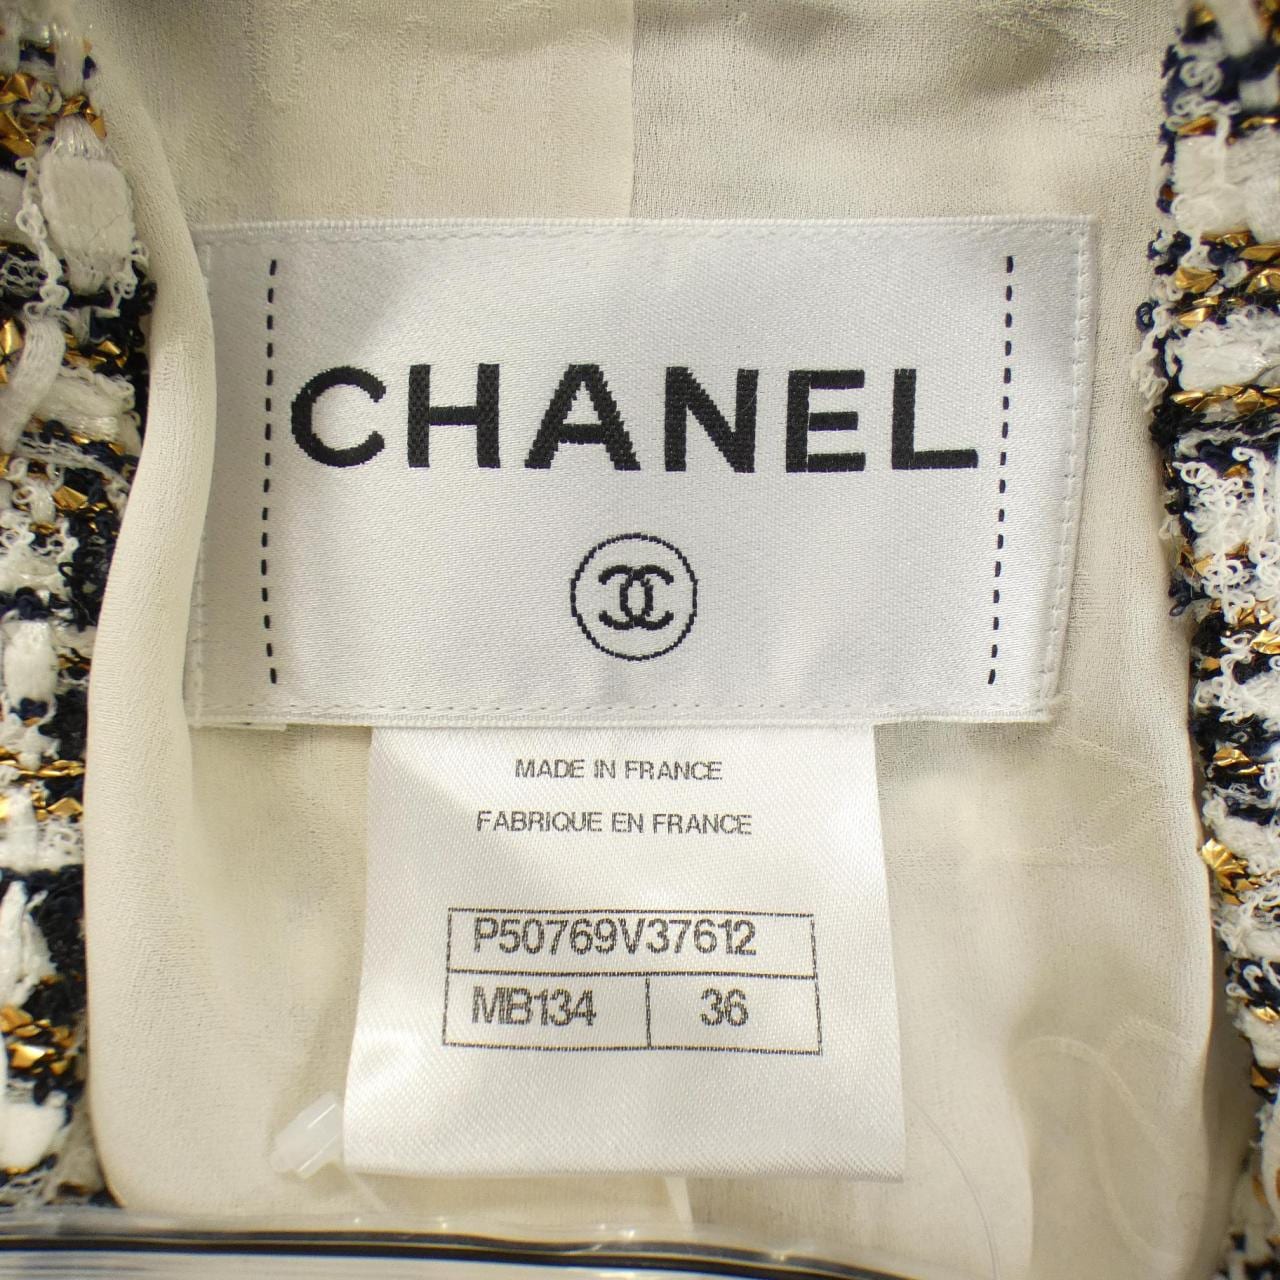 CHANEL
MADE IN FRANCE
FABRIQUE EN FRANCE
P50769V37612
MB134 36